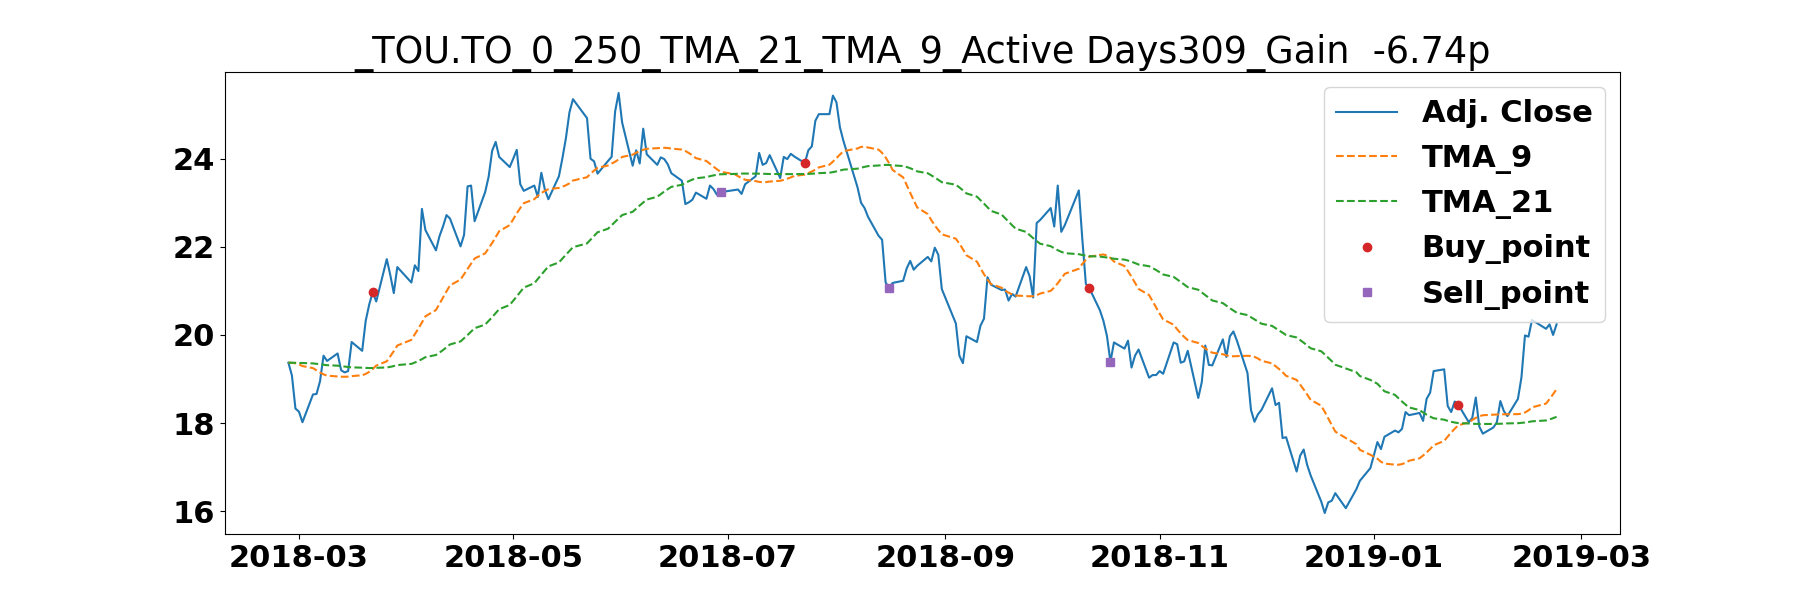 _TOU.TO_0_250_TMA_21_TMA_9_Active Days309_Gain  -6.74p
Adj. Close
TMA_9
TMA_21
Buy_point
Sell_point
24
22
20
18
16
2018-03 2018-05 2018-07 2018-09 2018-11 2019-01 2019-03